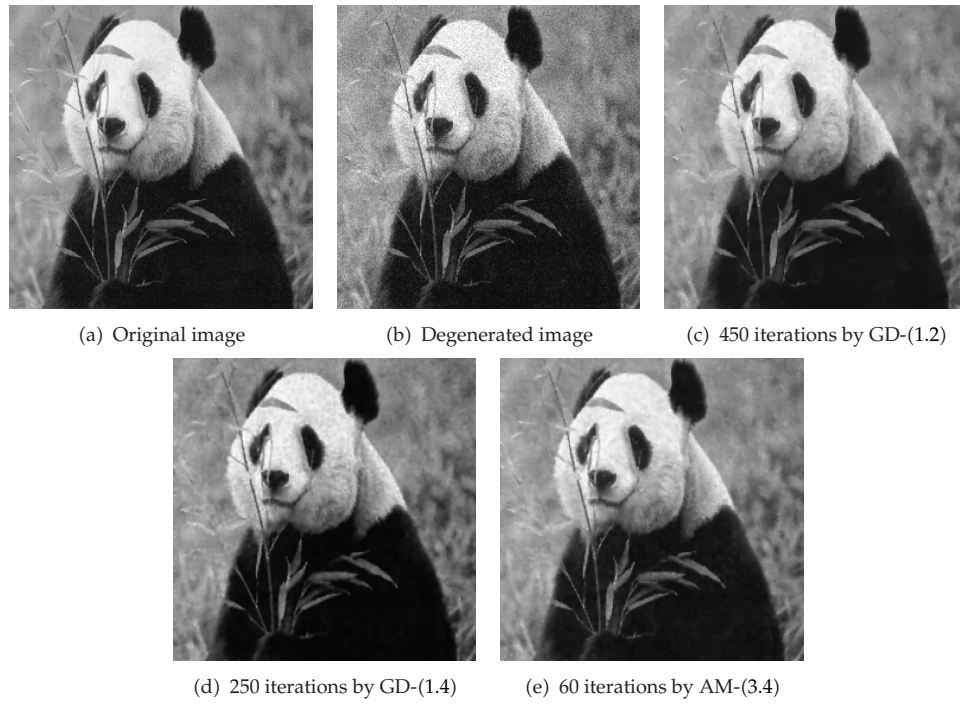 (a) Original image
(b) Degenerated image
(c) 450 iterations by GD-(1.2)
(d) 250 iterations by GD-(1.4)
(e) 60 iterations by AM-(3.4)